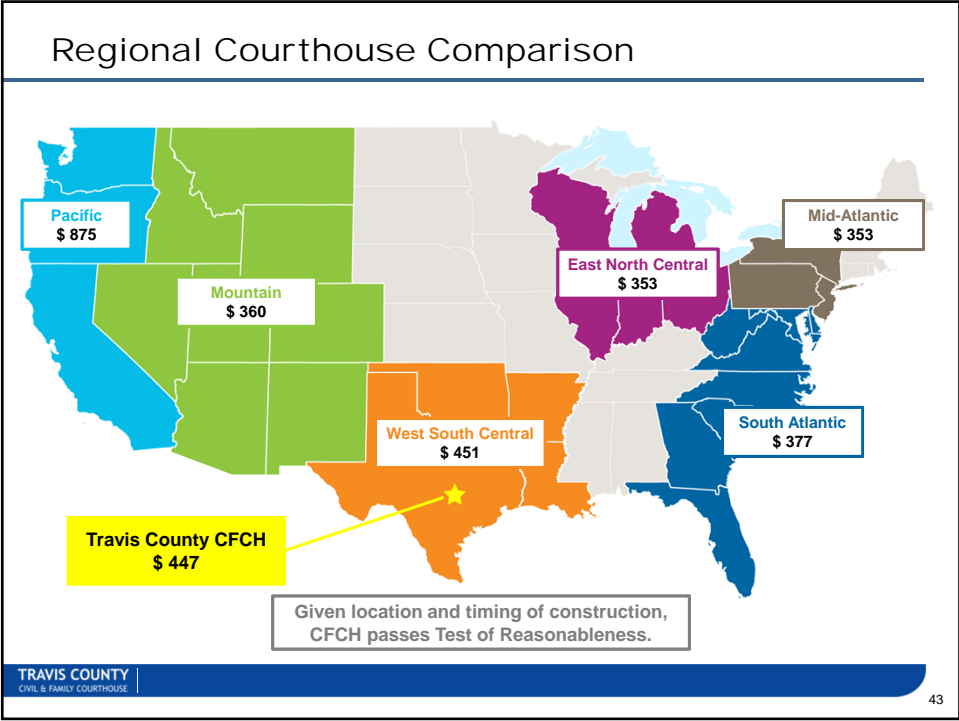 Regional Courthouse Comparison
Pacific
$ 875
Mountain
$ 360
East North Central
$ 353
Mid-Atlantic
$ 353
West South Central
$ 451
South Atlantic
$ 377
Travis County CFCH
$ 447
Given location and timing of construction,
CFCH passes Test of Reasonableness.
TRAVIS COUNTY
CIVIL & FAMILY COURTHOUSE
43